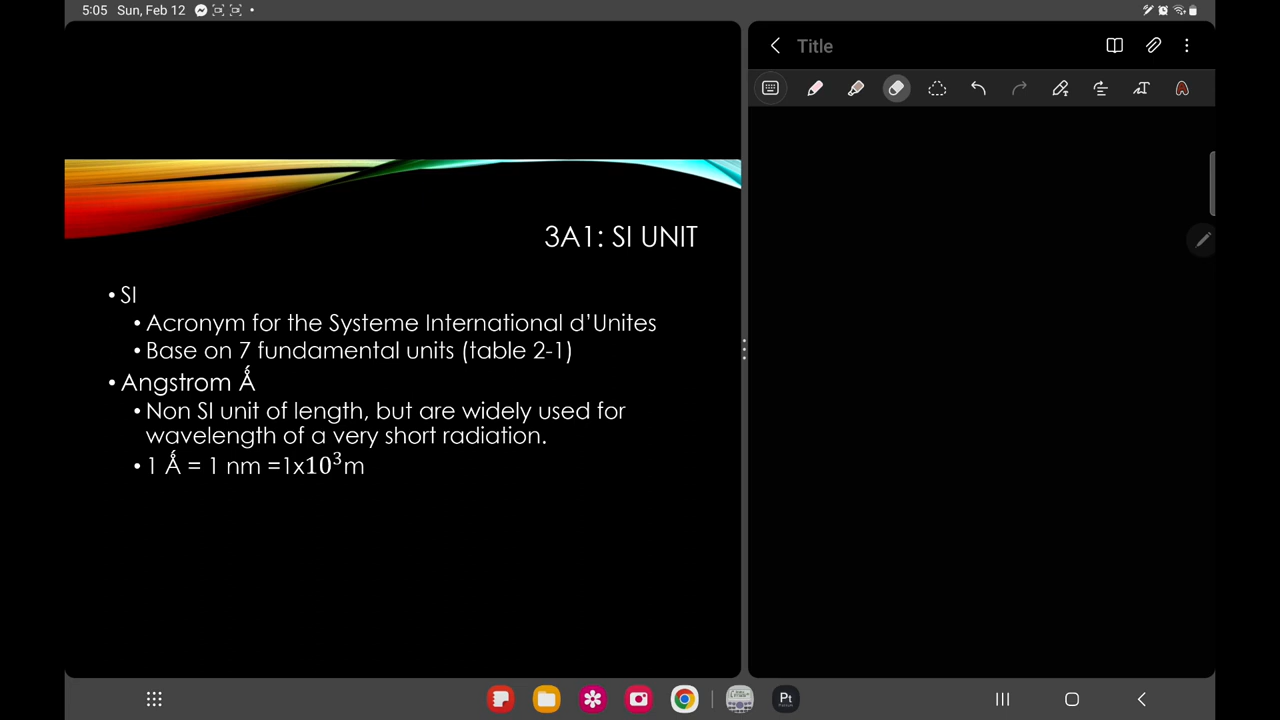 5:05 Sun, Feb 12
Title
3A1: SI UNIT
• SI
• Acronym for the Systeme International d’Unites
• Base on 7 fundamental units (table 2-1)
• Angstrom Ǻ
• Non SI unit of length, but are widely used for
wavelength of a very short radiation.
• 1 Ǻ = 1 nm =1x10³m
Pt